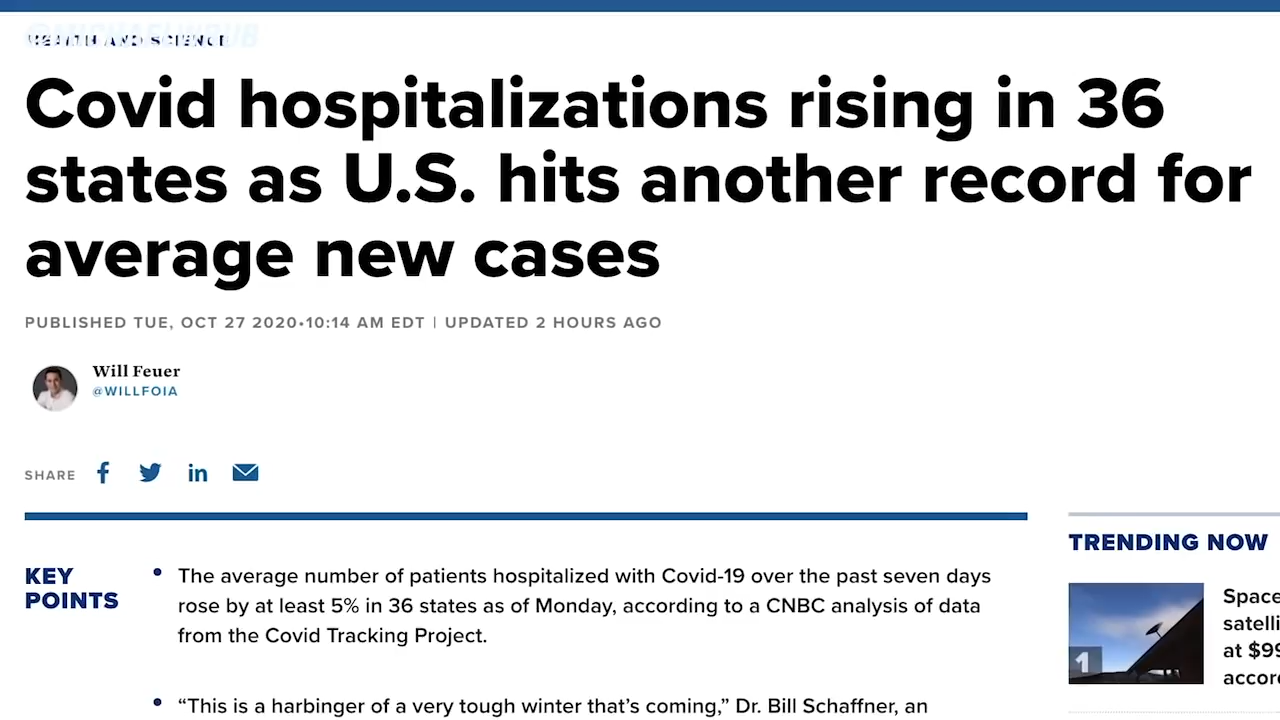 HEALTH AND SCIENCE
Covid hospitalizations rising in 36
states as U.S. hits another record for
average new cases
PUBLISHED TUE, OCT 27 2020•10:14 AM EDT | UPDATED 2 HOURS AGO
Will Feuer
@WILLFOIA
SHARE
KEY
POINTS
• The average number of patients hospitalized with Covid-19 over the past seven days
rose by at least 5% in 36 states as of Monday, according to a CNBC analysis of data
from the Covid Tracking Project.
• “This is a harbinger of a very tough winter that’s coming,” Dr. Bill Schaffner, an
TRENDING NOW
1
Space
satelli
at $99
accor